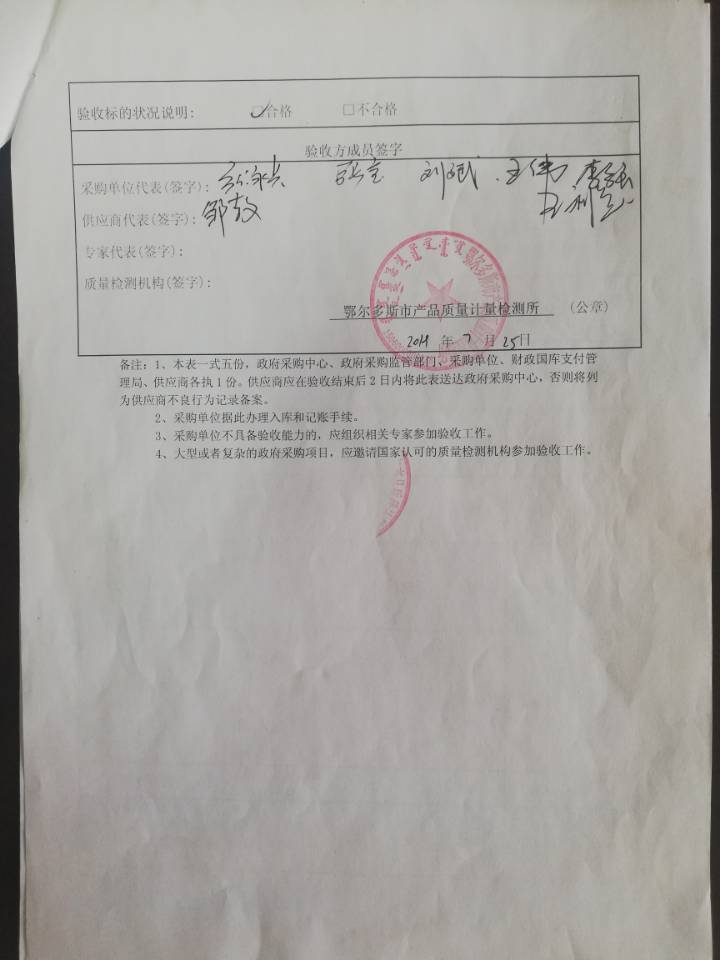 验收标的状况说明: ☑合格 □不合格
验收方成员签字
采购单位代表(签字): 刘斌 王伟
供应商代表(签字): 邹敖
专家代表(签字):
质量检测机构(签字):
鄂尔多斯市产品质量计量检测所 (公章)
年 7 月 25日
备注: 1、本表一式五份，政府采购中心、政府采购监管部门、采购单位、财政国库支付管
理局、供应商各执1份。供应商应在验收结束后2日内将此表送达政府采购中心，否则将列
为供应商不良行为记录备案。
2、采购单位据此办理入库和记账手续。
3、采购单位不具备验收能力的，应组织相关专家参加验收工作。
4、大型或者复杂的政府采购项目，应邀请国家认可的质量检测机构参加验收工作。